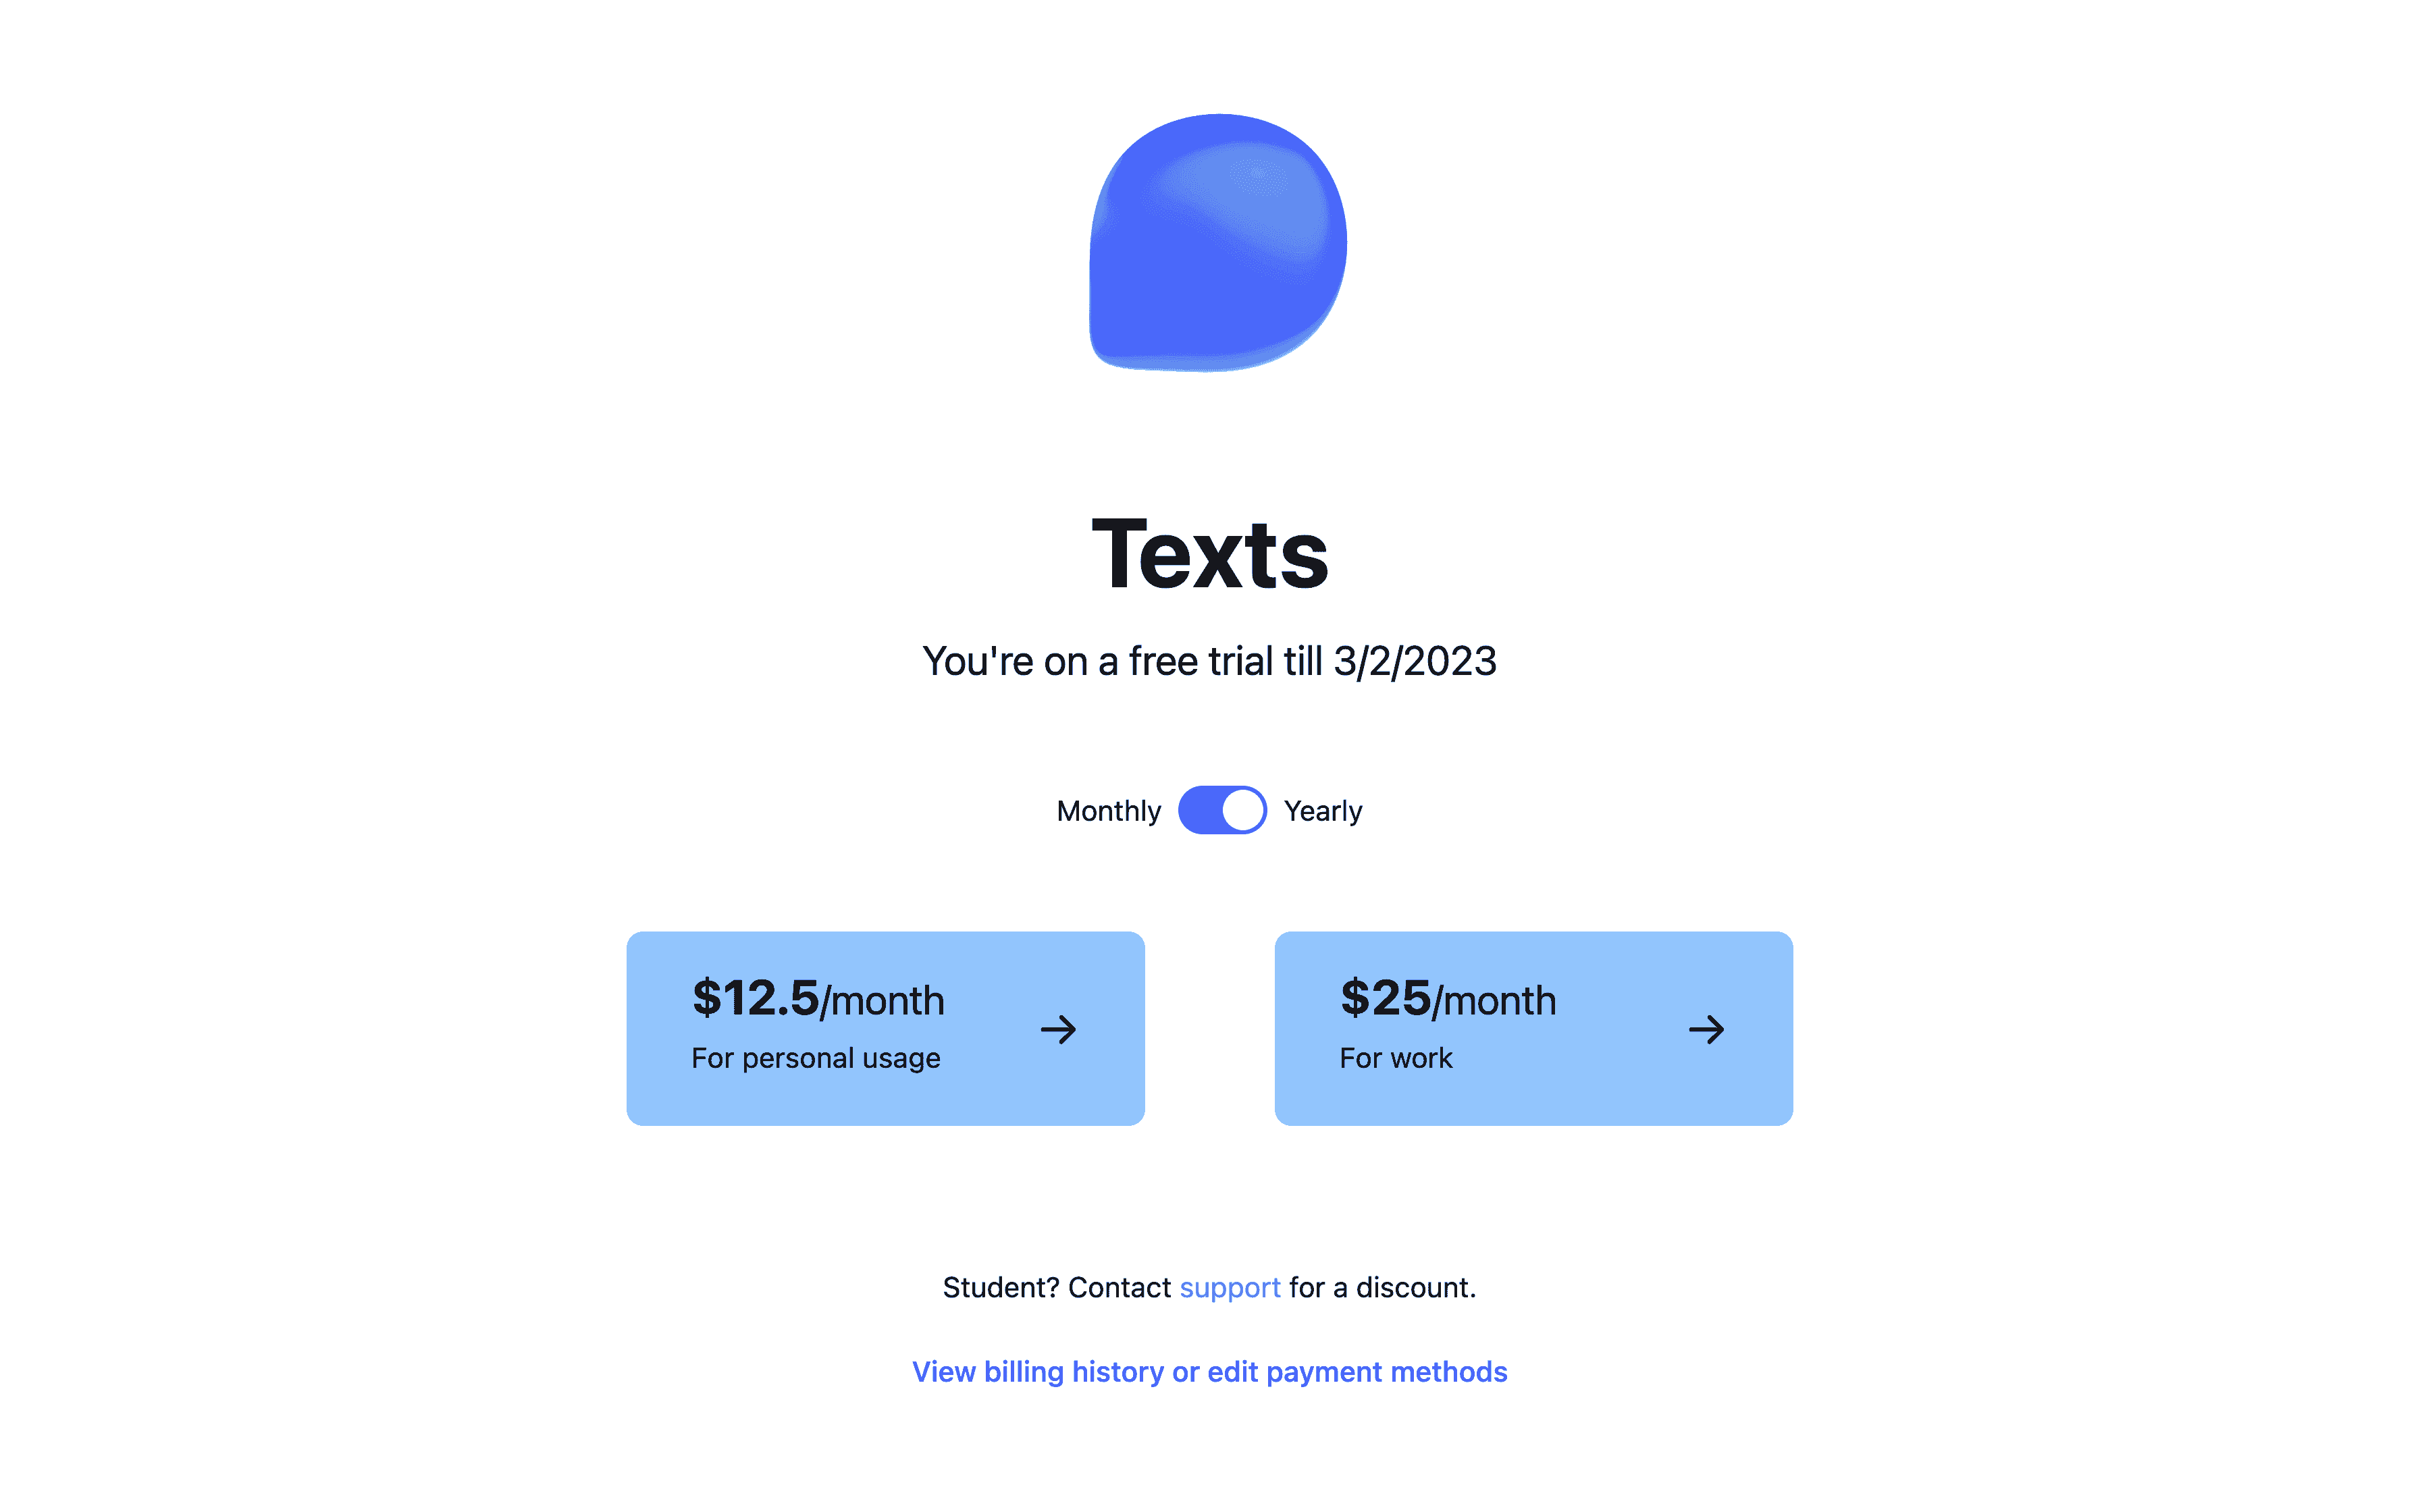 Texts
You're on a free trial till 3/2/2023
Monthly Yearly
$12.5/month
For personal usage
$25/month
For work
Student? Contact support for a discount.
View billing history or edit payment methods